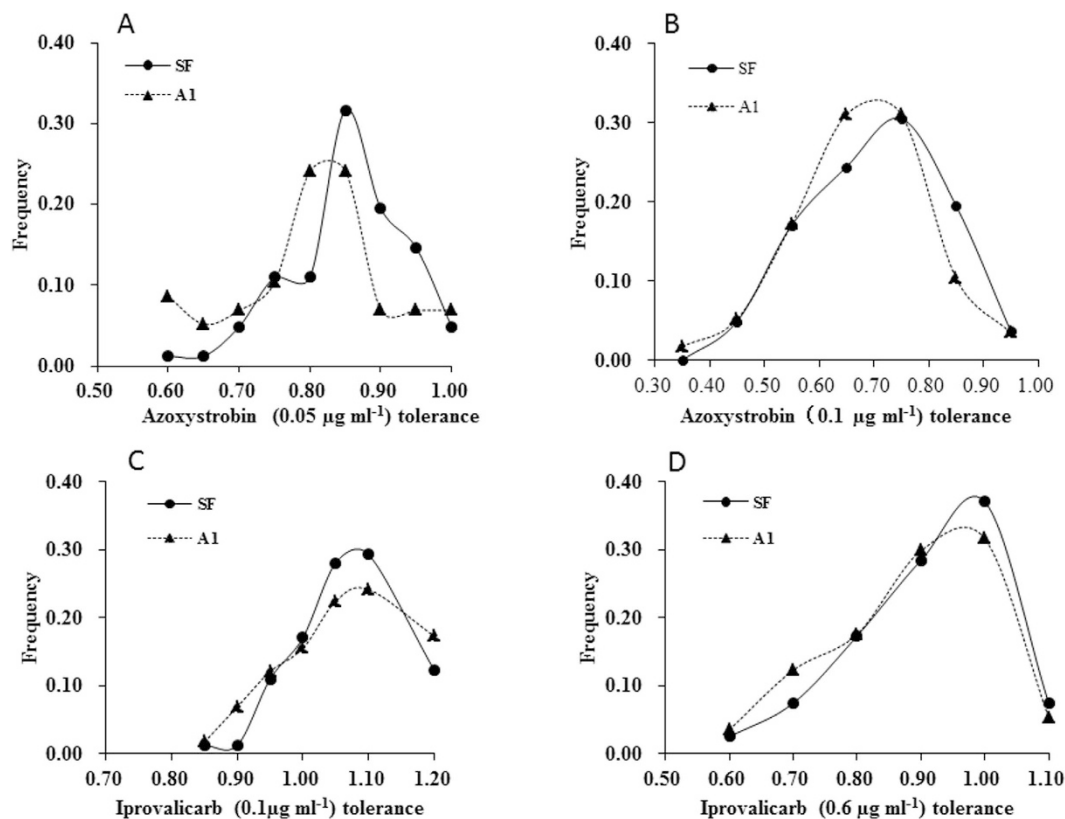 A
0.40
0.30
0.20
0.10
0.00
Frequency
SF
A1
0.50 0.60 0.70 0.80 0.90 1.00
Azoxystrobin (0.05 µg ml⁻¹) tolerance
B
0.40
0.30
0.20
0.10
0.00
Frequency
SF
A1
0.30 0.40 0.50 0.60 0.70 0.80 0.90 1.00
Azoxystrobin（0.1 µg ml⁻¹) tolerance
C
0.40
0.30
0.20
0.10
0.00
Frequency
SF
A1
0.70 0.80 0.90 1.00 1.10 1.20
Iprovalicarb (0.1µg ml⁻¹) tolerance
D
0.40
0.30
0.20
0.10
0.00
Frequency
SF
A1
0.50 0.60 0.70 0.80 0.90 1.00 1.10
Iprovalicarb (0.6 µg ml⁻¹) tolerance